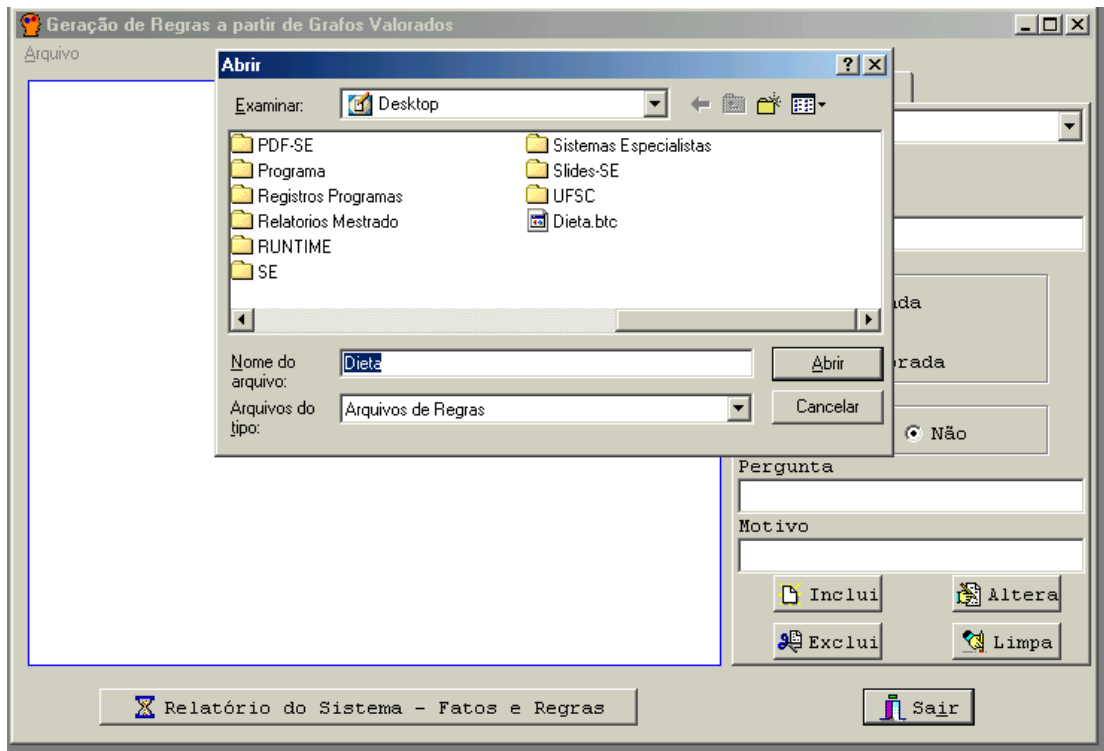 Geração de Regras a partir de Grafos Valorados
Arquivo
Abrir
Examinar:
Desktop
PDF-SE
Programa
Registros Programas
Relatorios Mestrado
RUNTIME
SE
Sistemas Especialistas
Slides-SE
UFSC
Dieta.btc
Nome do
arquivo:
Dieta
Abrir
Arquivos do
tipo:
Arquivos de Regras
Cancelar
Não
Pergunta
Motivo
Inclui
Altera
Exclui
Limpa
Relatório do Sistema - Fatos e Regras
Sair